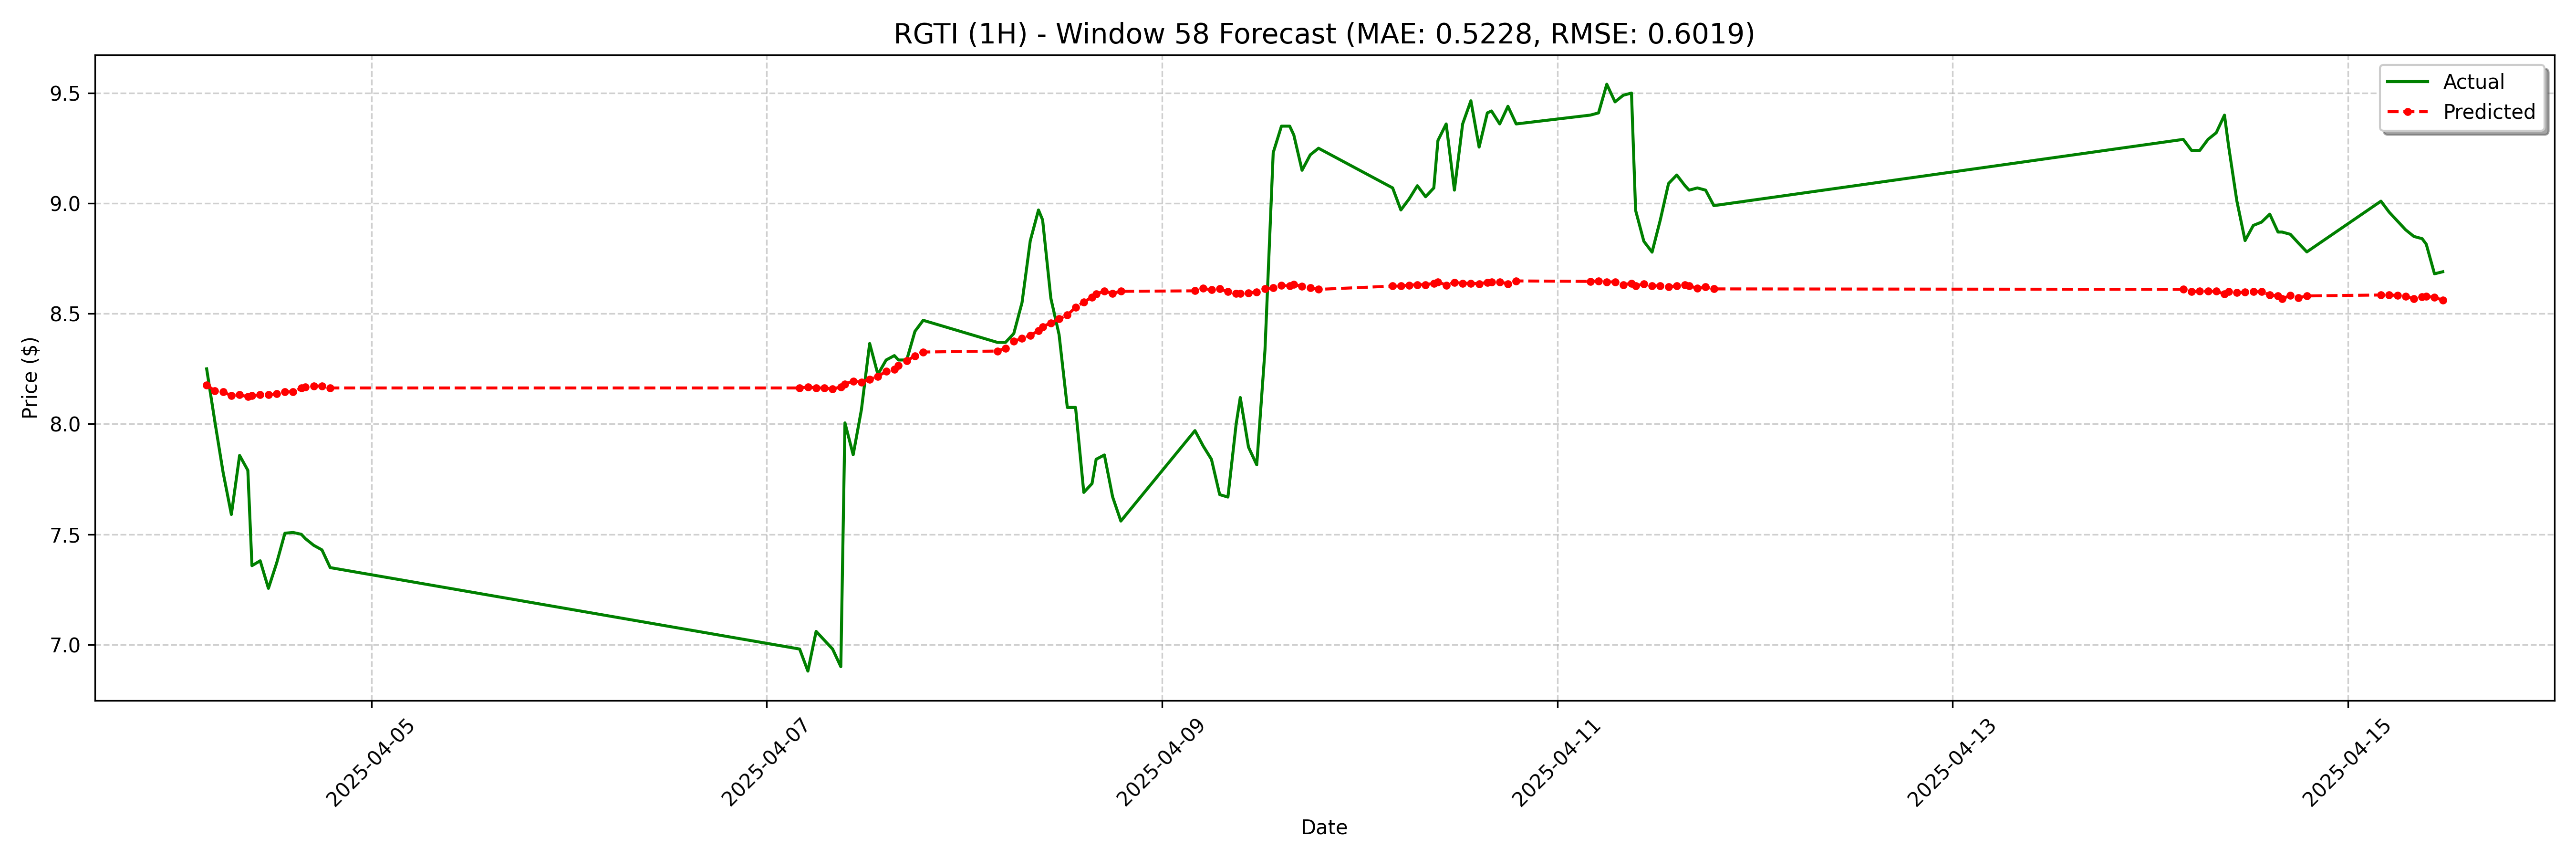 RGTI (1H) - Window 58 Forecast (MAE: 0.5228, RMSE: 0.6019)
Actual
Predicted
Price ($)
9.5
9.0
8.5
8.0
7.5
7.0
2025-04-05
2025-04-07
2025-04-09
2025-04-11
2025-04-13
2025-04-15
Date